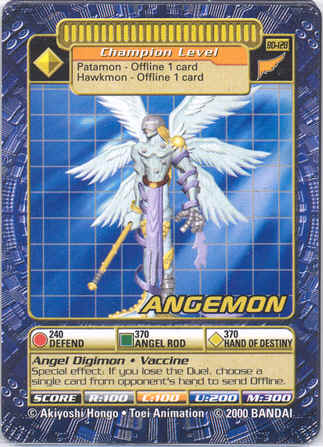 Champion Level
BO-120
Patamon - Offline 1 card
Hawkmon - Offline 1 card
ANGEMON
240 DEFEND
370 ANGEL ROD
370 HAND OF DESTINY
Angel Digimon • Vaccine
Special effect. If you lose the Duel, choose a
single card from opponent's hand to send Offline.
SCORE R:100 C:100 U:200 M:300
© Akiyoshi Hongo • Toei Animation © 2000 BANDAI